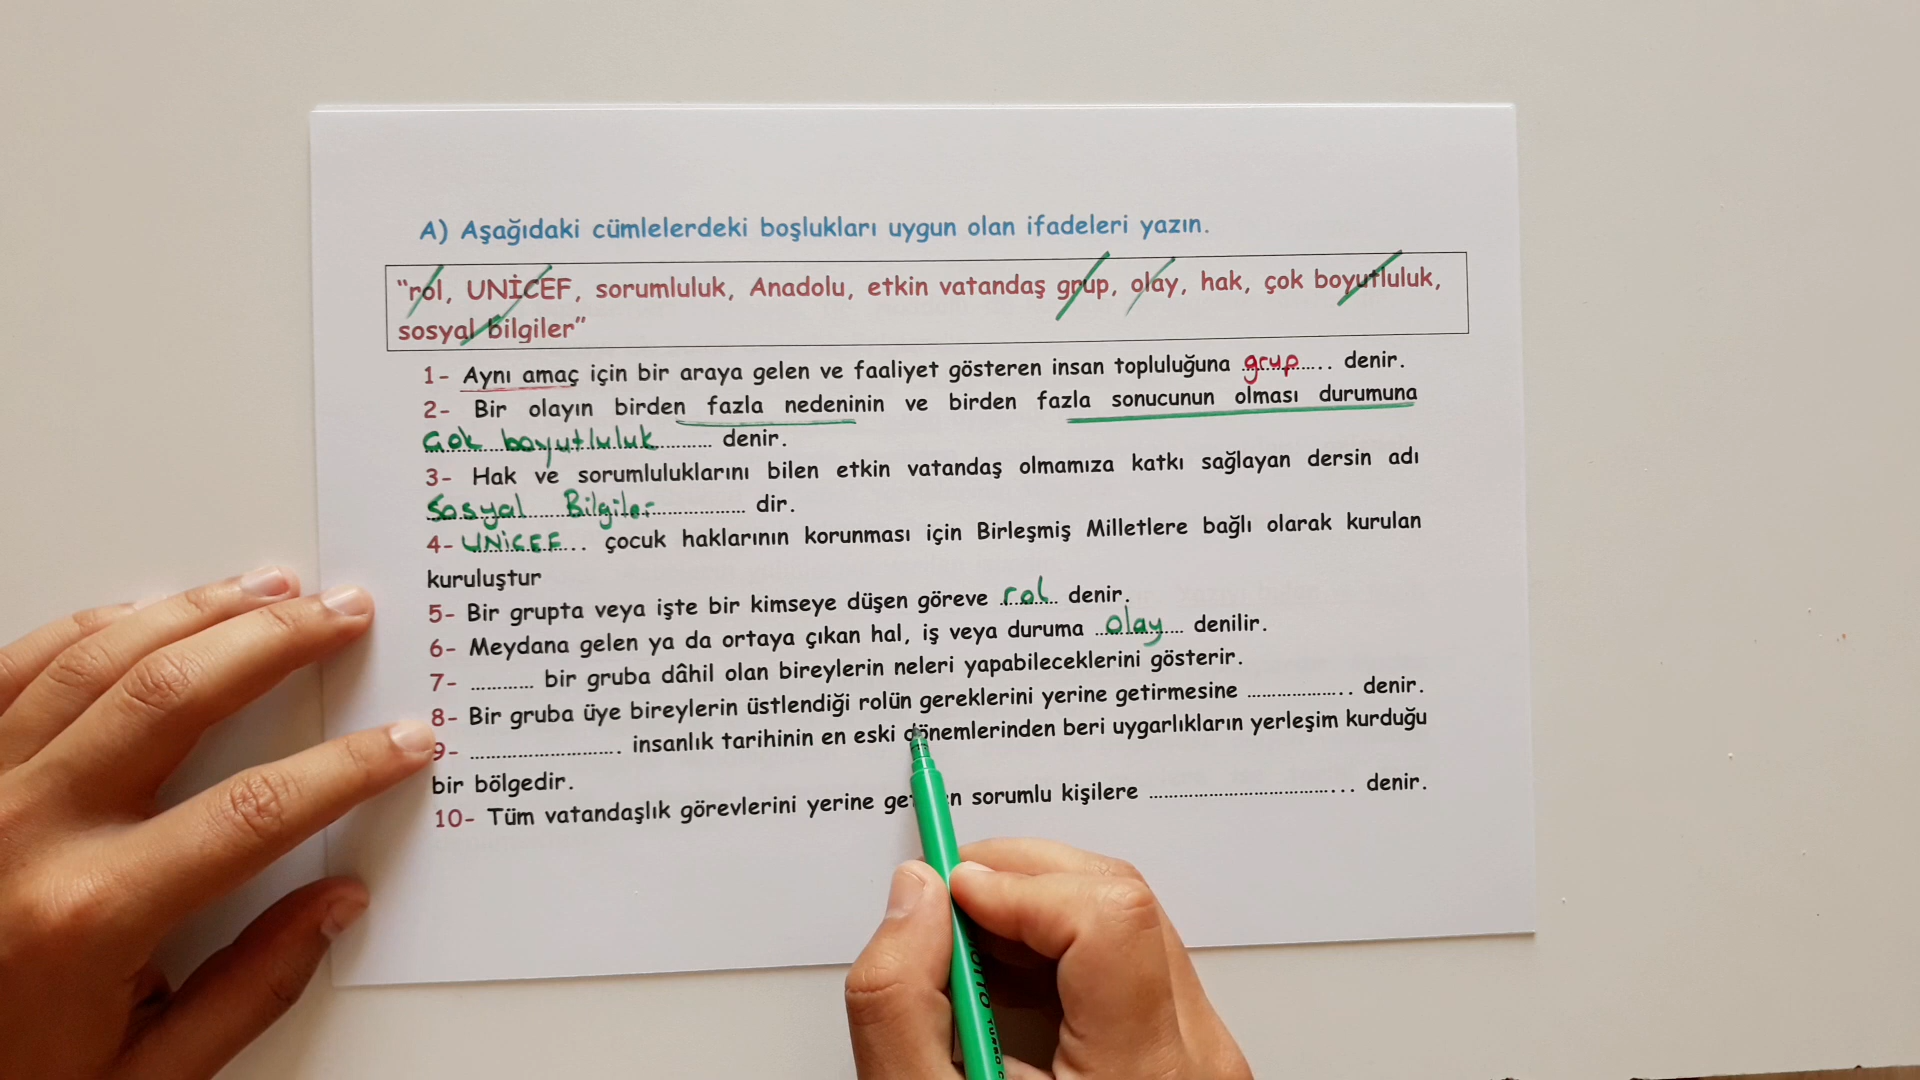 A) Aşağıdaki cümlelerdeki boşlukları uygun olan ifadeleri yazın.
“rol, UNİCEF, sorumluluk, Anadolu, etkin vatandaş grup, olay, hak, çok boyutluluk,
sosyal bilgiler”
1- Aynı amaç için bir araya gelen ve faaliyet gösteren insan topluluğuna grup...... denir.
2- Bir olayın birden fazla nedeninin ve birden fazla sonucunun olması durumuna
Çok boyutluluk.......... denir.
3- Hak ve sorumluluklarını bilen etkin vatandaş olmamıza katkı sağlayan dersin adı
Sosyal Bilgiler................ dir.
4- UNİCEF... çocuk haklarının korunması için Birleşmiş Milletlere bağlı olarak kurulan
kuruluştur
5- Bir grupta veya işte bir kimseye düşen göreve rol denir.
6- Meydana gelen ya da ortaya çıkan hal, iş veya duruma ...olay.... denilir.
7- ............ bir gruba dâhil olan bireylerin neleri yapabileceklerini gösterir.
8- Bir gruba üye bireylerin üstlendiği rolün gereklerini yerine getirmesine .................... denir.
9- ............................ insanlık tarihinin en eski dönemlerinden beri uygarlıkların yerleşim kurduğu
bir bölgedir.
10- Tüm vatandaşlık görevlerini yerine sorumlu kişilere .................................... denir.